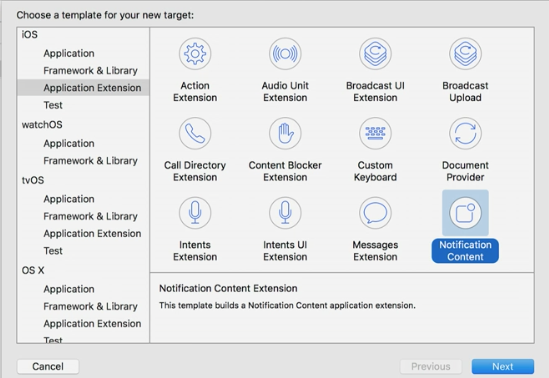 Choose a template for your new target:
iOS
Application
Framework & Library
Application Extension
Test
watchOS
Application
Framework & Library
tvOS
Application
Framework & Library
Application Extension
Test
OS X
Application
Framework & Library
Application Extension
Test
Action
Extension
Audio Unit
Extension
Broadcast UI
Extension
Broadcast
Upload
Call Directory
Extension
Content Blocker
Extension
Custom
Keyboard
Document
Provider
Intents
Extension
Intents UI
Extension
Messages
Extension
Notification
Content
Notification Content Extension
This template builds a Notification Content application extension.
Cancel
Previous
Next